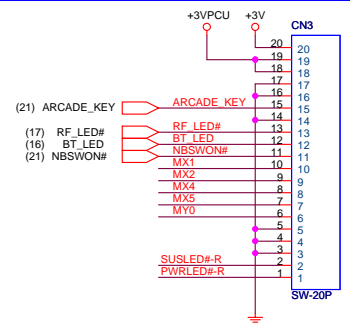 +3VPCU +3V
CN3
20 20
19 19
18 18
17 17
16 16
(21) ARCADE_KEY ARCADE_KEY 15 15
14 14
(17) RF_LED# RF_LED# 13 13
(16) BT_LED BT_LED 12 12
(21) NBSWON# NBSWON# 11 11
MX1 10 10
MX2 9 9
MX4 8 8
MX5 7 7
MY0 6 6
5 5
4 4
3 3
SUSLED#-R 2 2
PWRLED#-R 1 1
SW-20P